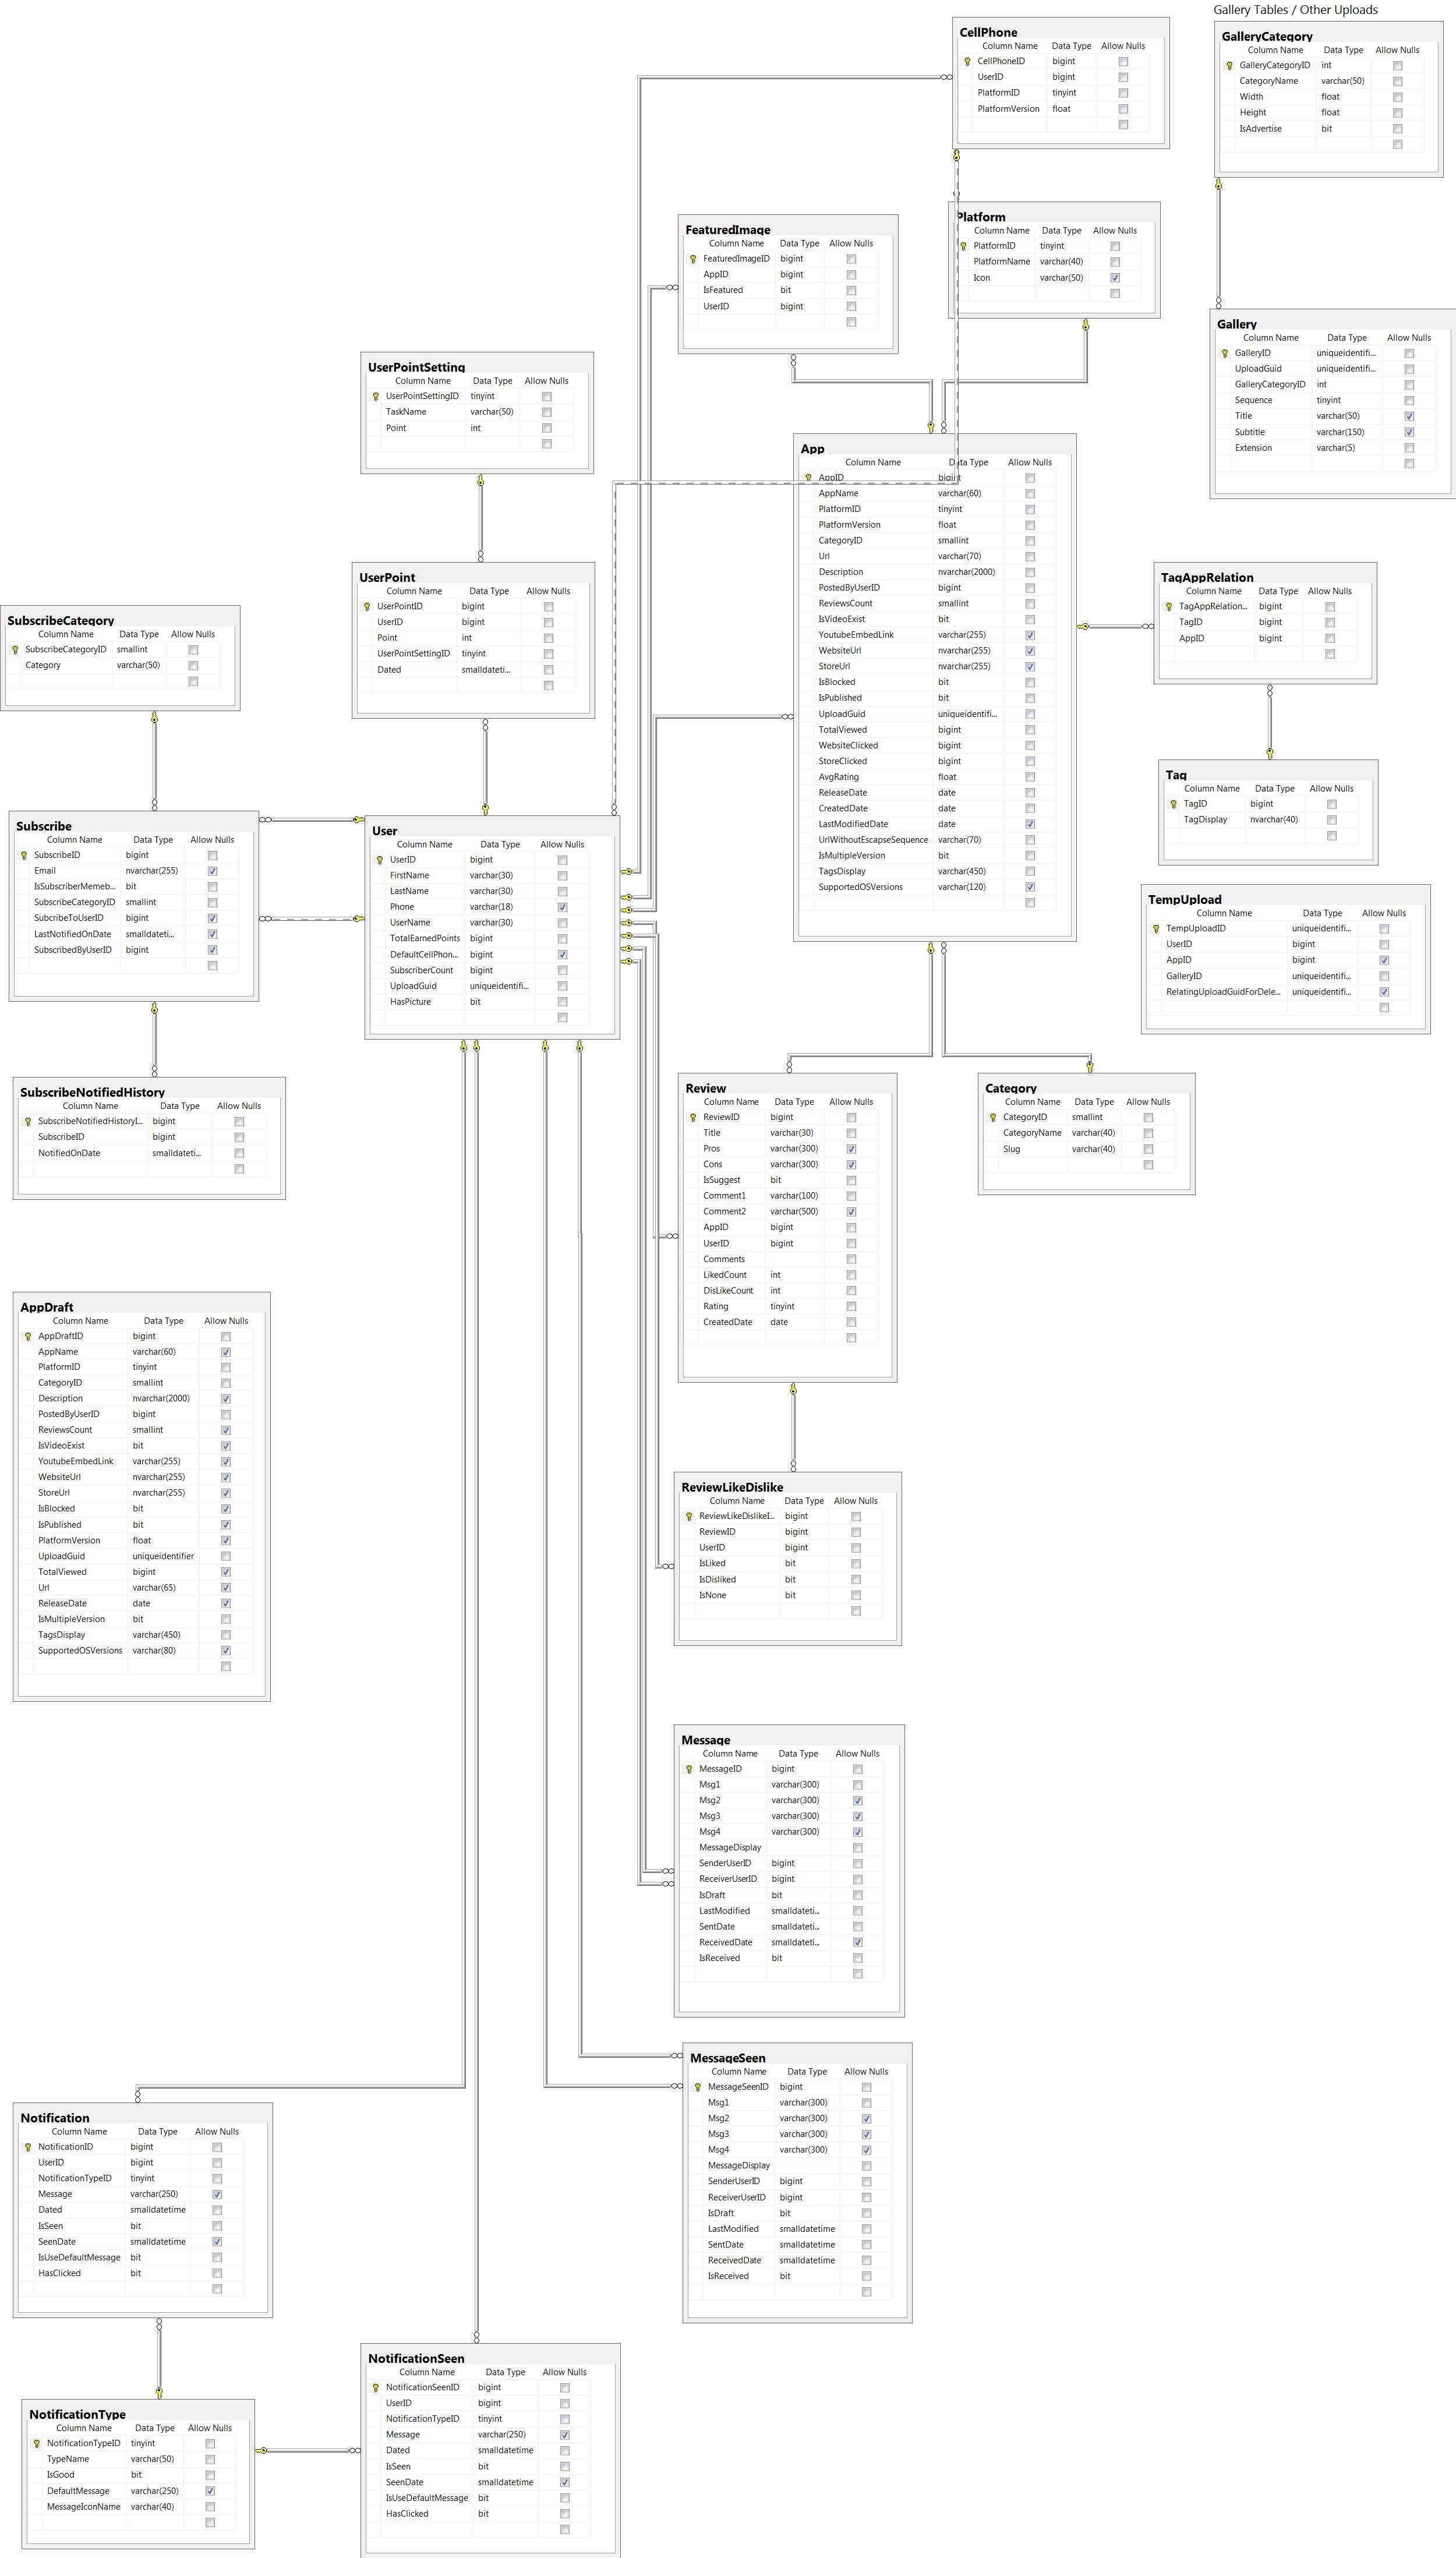 Gallery Tables / Other Uploads
CellPhone
Column Name Data Type Allow Nulls
CellPhoneID bigint
UserID bigint
PlatformID tinyint
PlatformVersion float
GalleryCategory
Column Name Data Type Allow Nulls
GalleryCategoryID int
CategoryName varchar(50)
Width float
Height float
IsAdvertise bit
FeaturedImage
Column Name Data Type Allow Nulls
FeaturedImageID bigint
AppID bigint
IsFeatured bit
UserID bigint
Platform
Column Name Data Type Allow Nulls
PlatformID tinyint
PlatformName varchar(40)
Icon varchar(50)
Gallery
Column Name Data Type Allow Nulls
GalleryID uniqueidentifi...
UploadGuid uniqueidentifi...
GalleryCategoryID int
Sequence tinyint
Title varchar(50)
Subtitle varchar(150)
Extension varchar(5)
UserPointSetting
Column Name Data Type Allow Nulls
UserPointSettingID tinyint
TaskName varchar(50)
Point int
App
Column Name Data Type Allow Nulls
AppID bigint
AppName varchar(60)
PlatformID tinyint
PlatformVersion float
CategoryID smallint
Url varchar(70)
Description nvarchar(2000)
PostedByUserID bigint
ReviewsCount smallint
IsVideoExist bit
YoutubeEmbedLink varchar(255)
WebsiteUrl nvarchar(255)
StoreUrl nvarchar(255)
IsBlocked bit
IsPublished bit
UploadGuid uniqueidentifi...
TotalViewed bigint
WebsiteClicked bigint
StoreClicked bigint
AvgRating float
ReleaseDate date
CreatedDate date
LastModifiedDate date
UrlWithoutEscapseSequence varchar(70)
IsMultipleVersion bit
TagsDisplay varchar(450)
SupportedOSVersions varchar(120)
UserPoint
Column Name Data Type Allow Nulls
UserPointID bigint
UserID bigint
Point int
UserPointSettingID tinyint
Dated smalldateti...
TagAppRelation
Column Name Data Type Allow Nulls
TagAppRelation... bigint
TagID bigint
AppID bigint
SubscribeCategory
Column Name Data Type Allow Nulls
SubscribeCategoryID smallint
Category varchar(50)
Tag
Column Name Data Type Allow Nulls
TagID bigint
TagDisplay nvarchar(40)
Subscribe
Column Name Data Type Allow Nulls
SubscribeID bigint
Email nvarchar(255)
IsSubscriberMemeb... bit
SubscribeCategoryID smallint
SubcribeToUserID bigint
LastNotifiedOnDate smalldateti...
SubscribedByUserID bigint
User
Column Name Data Type Allow Nulls
UserID bigint
FirstName varchar(30)
LastName varchar(30)
Phone varchar(18)
UserName varchar(30)
TotalEarnedPoints bigint
DefaultCellPhon... bigint
SubscriberCount bigint
UploadGuid uniqueidentifi...
HasPicture bit
TempUpload
Column Name Data Type Allow Nulls
TempUploadID uniqueidentifi...
UserID bigint
AppID bigint
GalleryID uniqueidentifi...
RelatingUploadGuidForDele... uniqueidentifi...
SubscribeNotifiedHistory
Column Name Data Type Allow Nulls
SubscribeNotifiedHistoryI... bigint
SubscribeID bigint
NotifiedOnDate smalldateti...
Review
Column Name Data Type Allow Nulls
ReviewID bigint
Title varchar(30)
Pros varchar(300)
Cons varchar(300)
IsSuggest bit
Comment1 varchar(100)
Comment2 varchar(500)
AppID bigint
UserID bigint
Comments
LikedCount int
DisLikeCount int
Rating tinyint
CreatedDate date
Category
Column Name Data Type Allow Nulls
CategoryID smallint
CategoryName varchar(40)
Slug varchar(40)
AppDraft
Column Name Data Type Allow Nulls
AppDraftID bigint
AppName varchar(60)
PlatformID tinyint
CategoryID smallint
Description nvarchar(2000)
PostedByUserID bigint
ReviewsCount smallint
IsVideoExist bit
YoutubeEmbedLink varchar(255)
WebsiteUrl nvarchar(255)
StoreUrl nvarchar(255)
IsBlocked bit
IsPublished bit
PlatformVersion float
UploadGuid uniqueidentifier
TotalViewed bigint
Url varchar(65)
ReleaseDate date
IsMultipleVersion bit
TagsDisplay varchar(450)
SupportedOSVersions varchar(80)
ReviewLikeDislike
Column Name Data Type Allow Nulls
ReviewLikeDislikeI... bigint
ReviewID bigint
UserID bigint
IsLiked bit
IsDisliked bit
IsNone bit
Message
Column Name Data Type Allow Nulls
MessageID bigint
Msg1 varchar(300)
Msg2 varchar(300)
Msg3 varchar(300)
Msg4 varchar(300)
MessageDisplay
SenderUserID bigint
ReceiverUserID bigint
IsDraft bit
LastModified smalldateti...
SentDate smalldateti...
ReceivedDate smalldateti...
IsReceived bit
MessageSeen
Column Name Data Type Allow Nulls
MessageSeenID bigint
Msg1 varchar(300)
Msg2 varchar(300)
Msg3 varchar(300)
Msg4 varchar(300)
MessageDisplay
SenderUserID bigint
ReceiverUserID bigint
IsDraft bit
LastModified smalldatetime
SentDate smalldatetime
ReceivedDate smalldatetime
IsReceived bit
Notification
Column Name Data Type Allow Nulls
NotificationID bigint
UserID bigint
NotificationTypeID tinyint
Message varchar(250)
Dated smalldatetime
IsSeen bit
SeenDate smalldatetime
IsUseDefaultMessage bit
HasClicked bit
NotificationSeen
Column Name Data Type Allow Nulls
NotificationSeenID bigint
UserID bigint
NotificationTypeID tinyint
Message varchar(250)
Dated smalldatetime
IsSeen bit
SeenDate smalldatetime
IsUseDefaultMessage bit
HasClicked bit
NotificationType
Column Name Data Type Allow Nulls
NotificationTypeID tinyint
TypeName varchar(50)
IsGood bit
DefaultMessage varchar(250)
MessageIconName varchar(40)